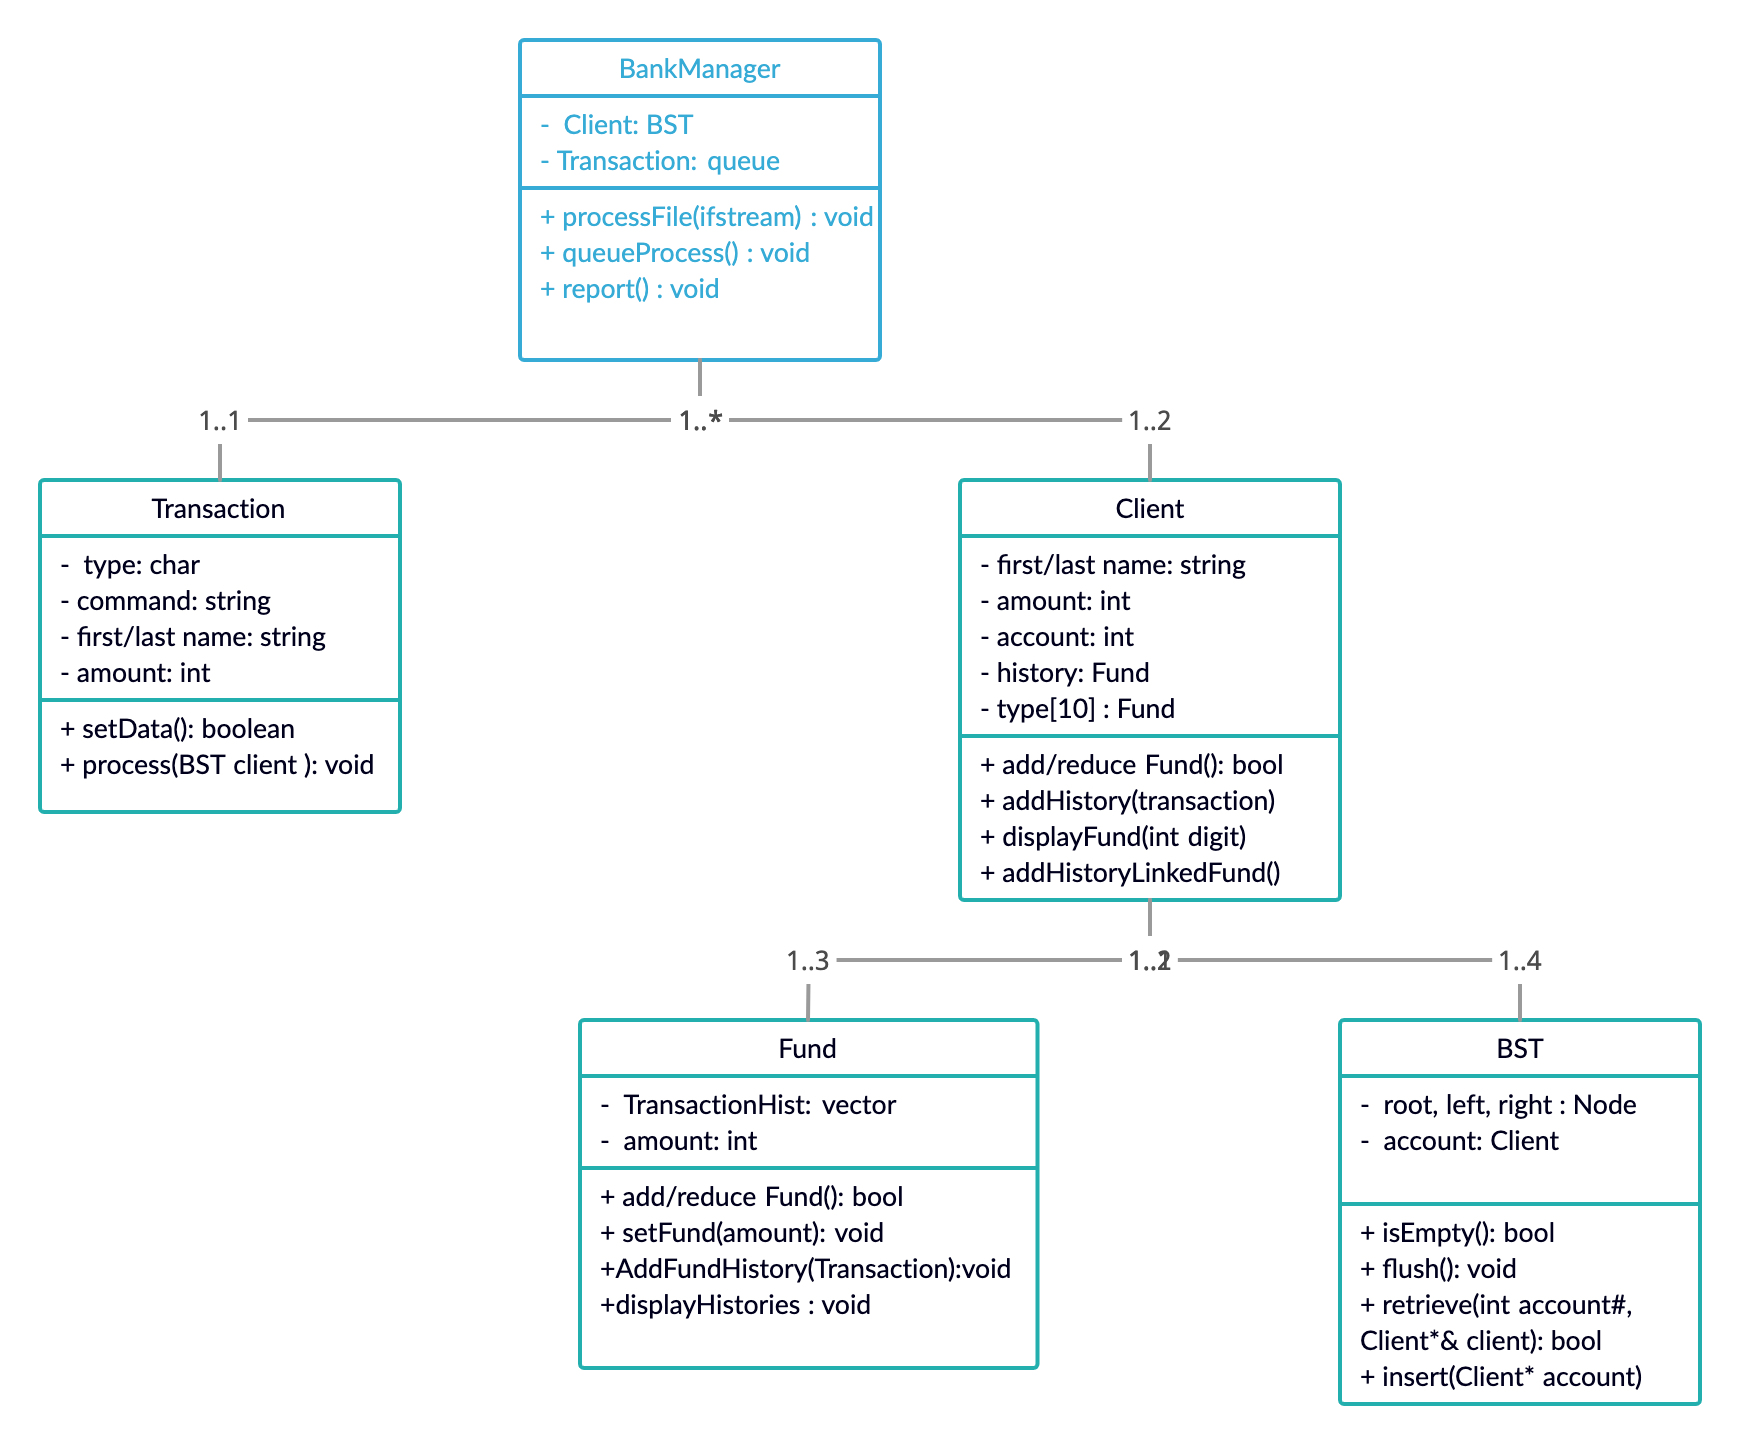 BankManager
-  Client: BST
- Transaction: queue
+ processFile(ifstream) : void
+ queueProcess() : void
+ report() : void
1..1
1..*
1..2
Transaction
-  type: char
- command: string
- first/last name: string
- amount: int
+ setData(): boolean
+ process(BST client ): void
Client
- first/last name: string
- amount: int
- account: int
- history: Fund
- type[10] : Fund
+ add/reduce Fund(): bool
+ addHistory(transaction)
+ displayFund(int digit)
+ addHistoryLinkedFund()
1..3
1..4
Fund
-  TransactionHist: vector
-  amount: int
+ add/reduce Fund(): bool
+ setFund(amount): void
+AddFundHistory(Transaction):void
+displayHistories : void
BST
-  root, left, right : Node
-  account: Client
+ isEmpty(): bool
+ flush(): void
+ retrieve(int account#,
Client*& client): bool
+ insert(Client* account)